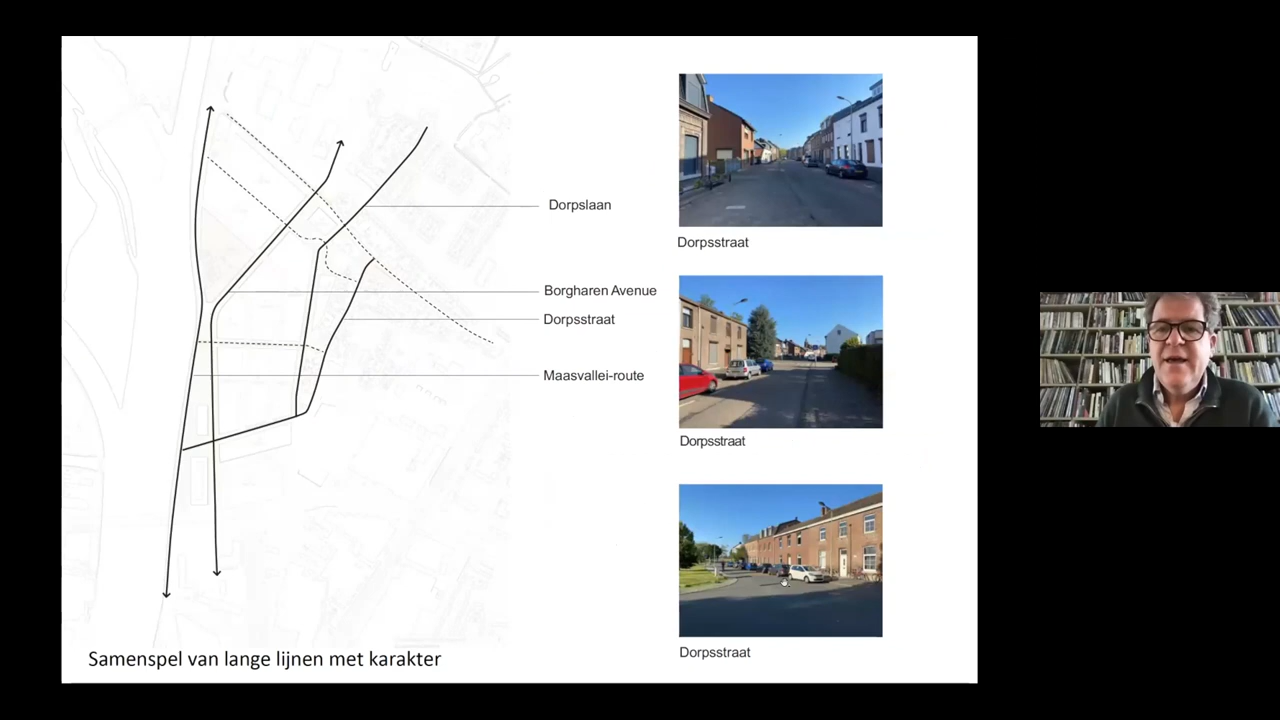 Dorpslaan
Borgharen Avenue
Dorpsstraat
Maasvallei-route
Dorpsstraat
Dorpsstraat
Dorpsstraat
Samenspel van lange lijnen met karakter